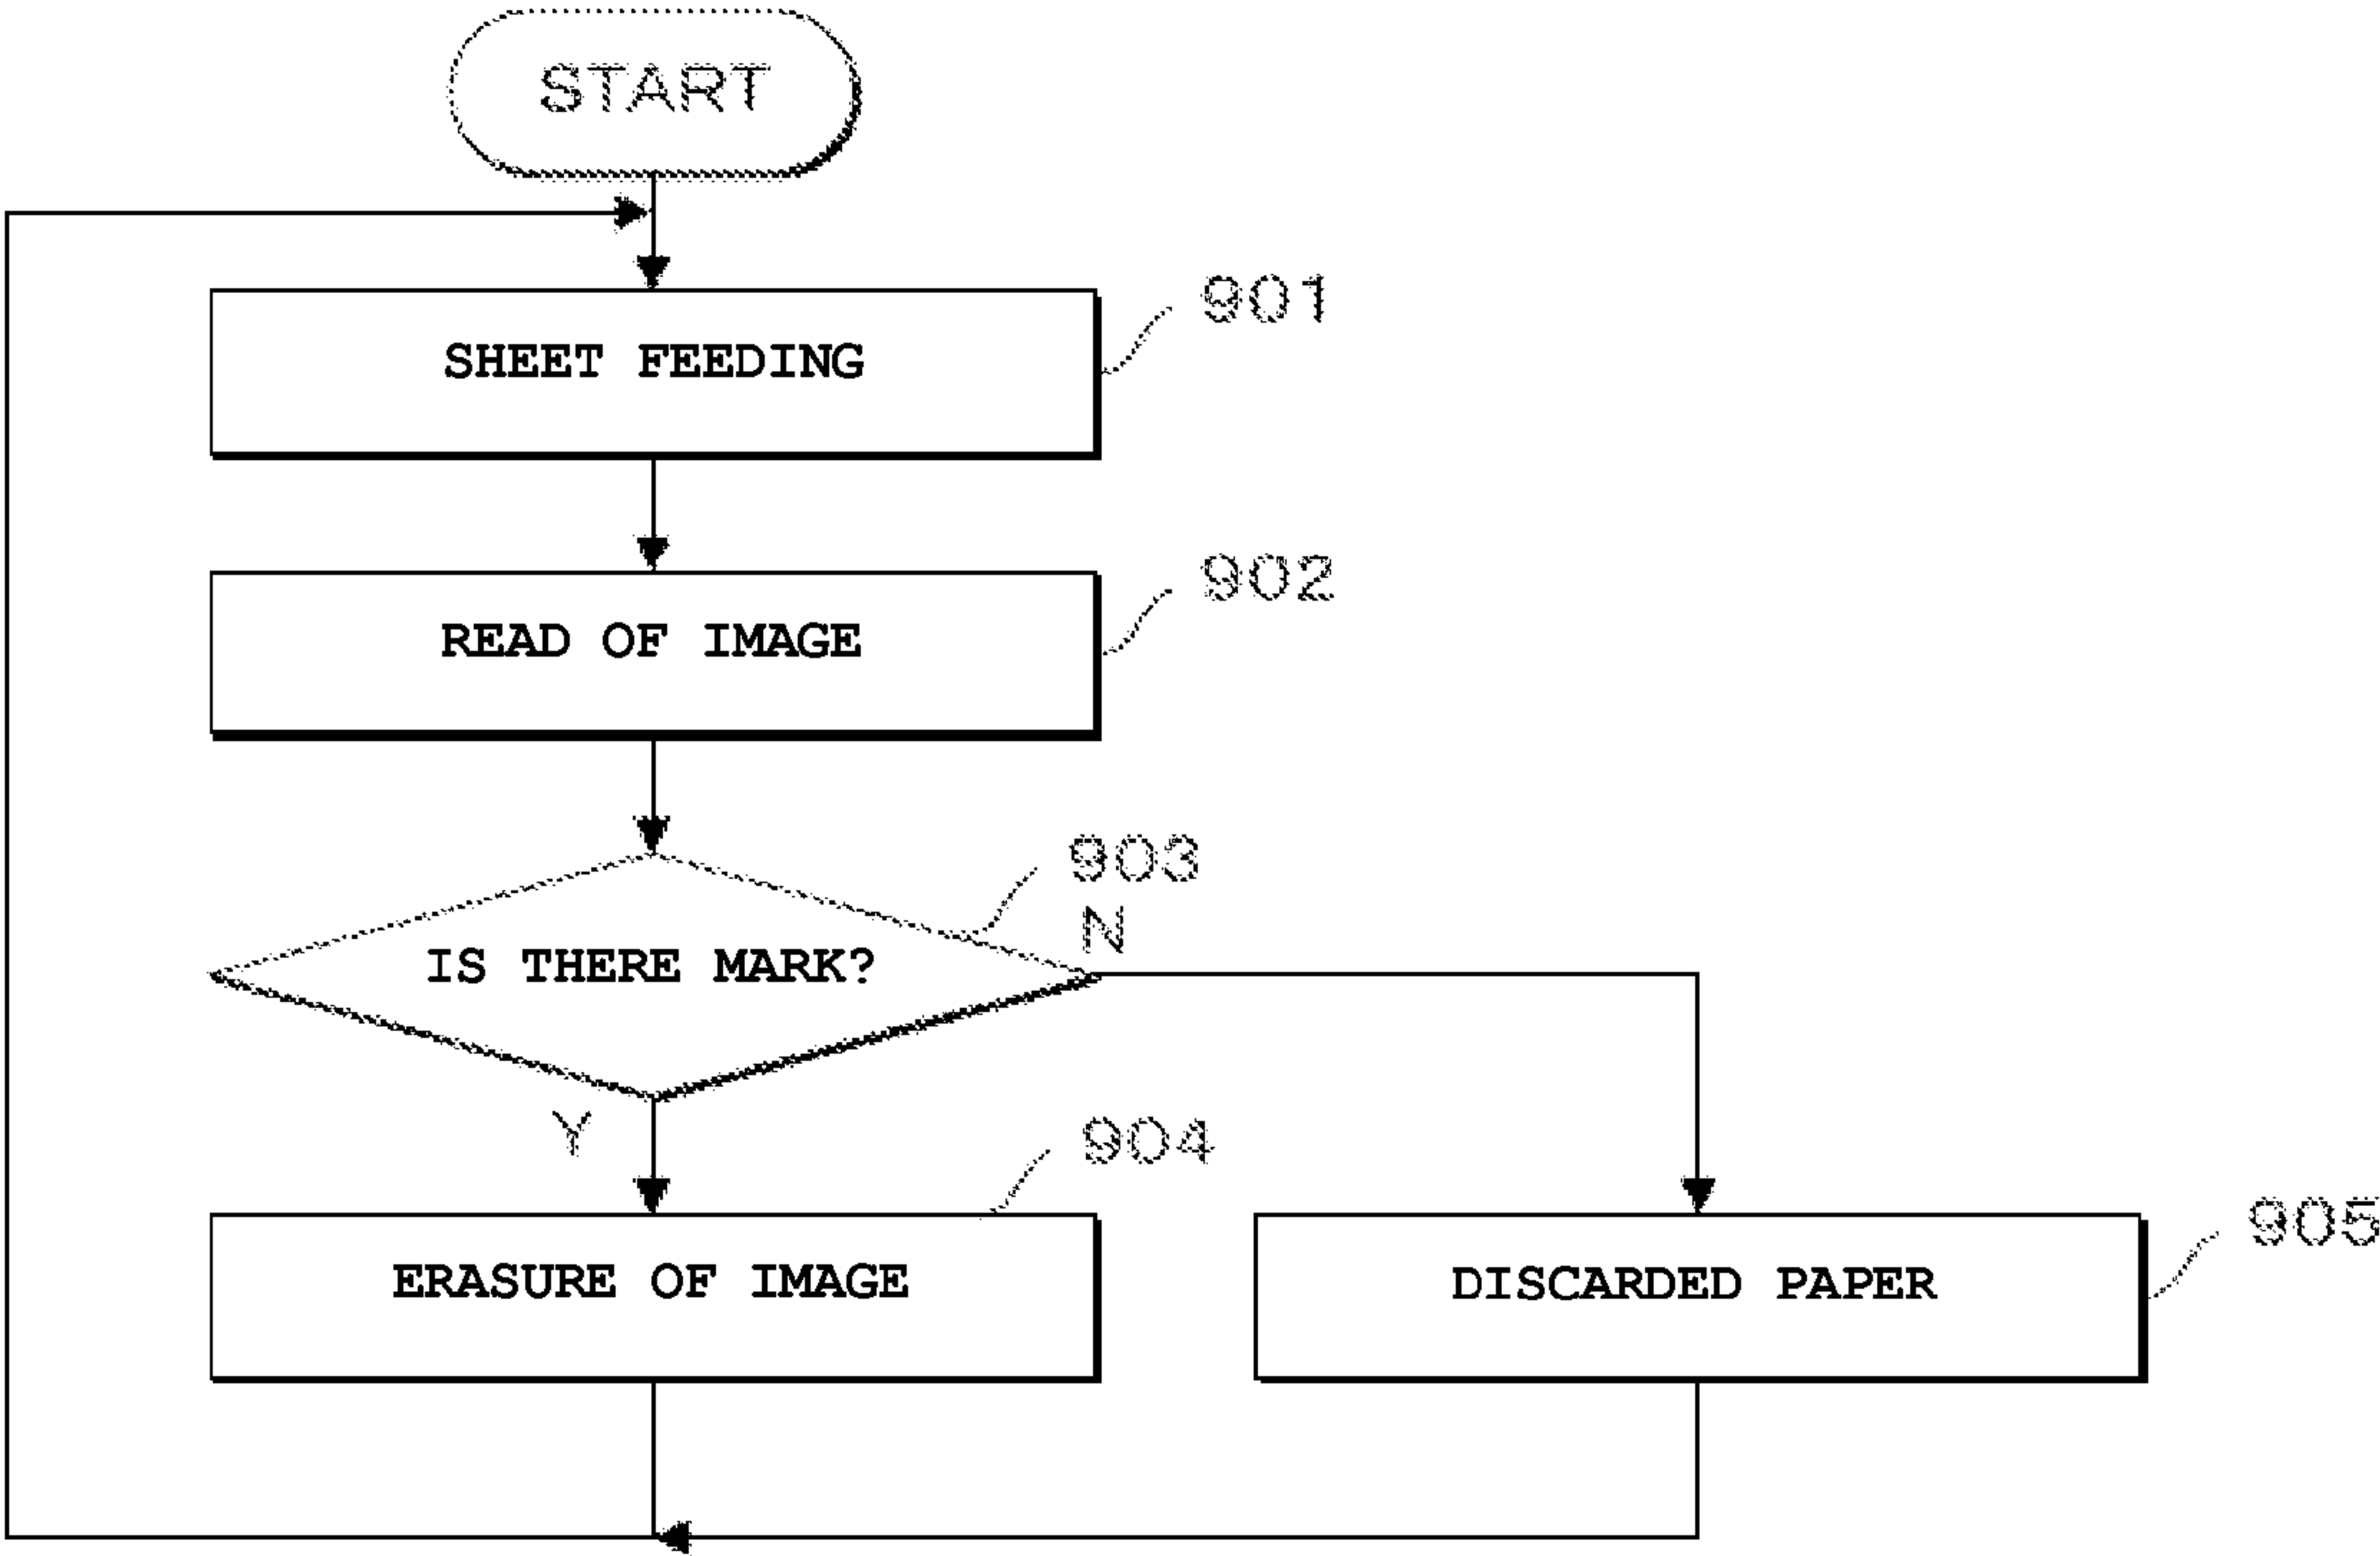 START
901
SHEET FEEDING
902
READ OF IMAGE
903
N
IS THERE MARK?
Y
904
905
ERASURE OF IMAGE
DISCARDED PAPER